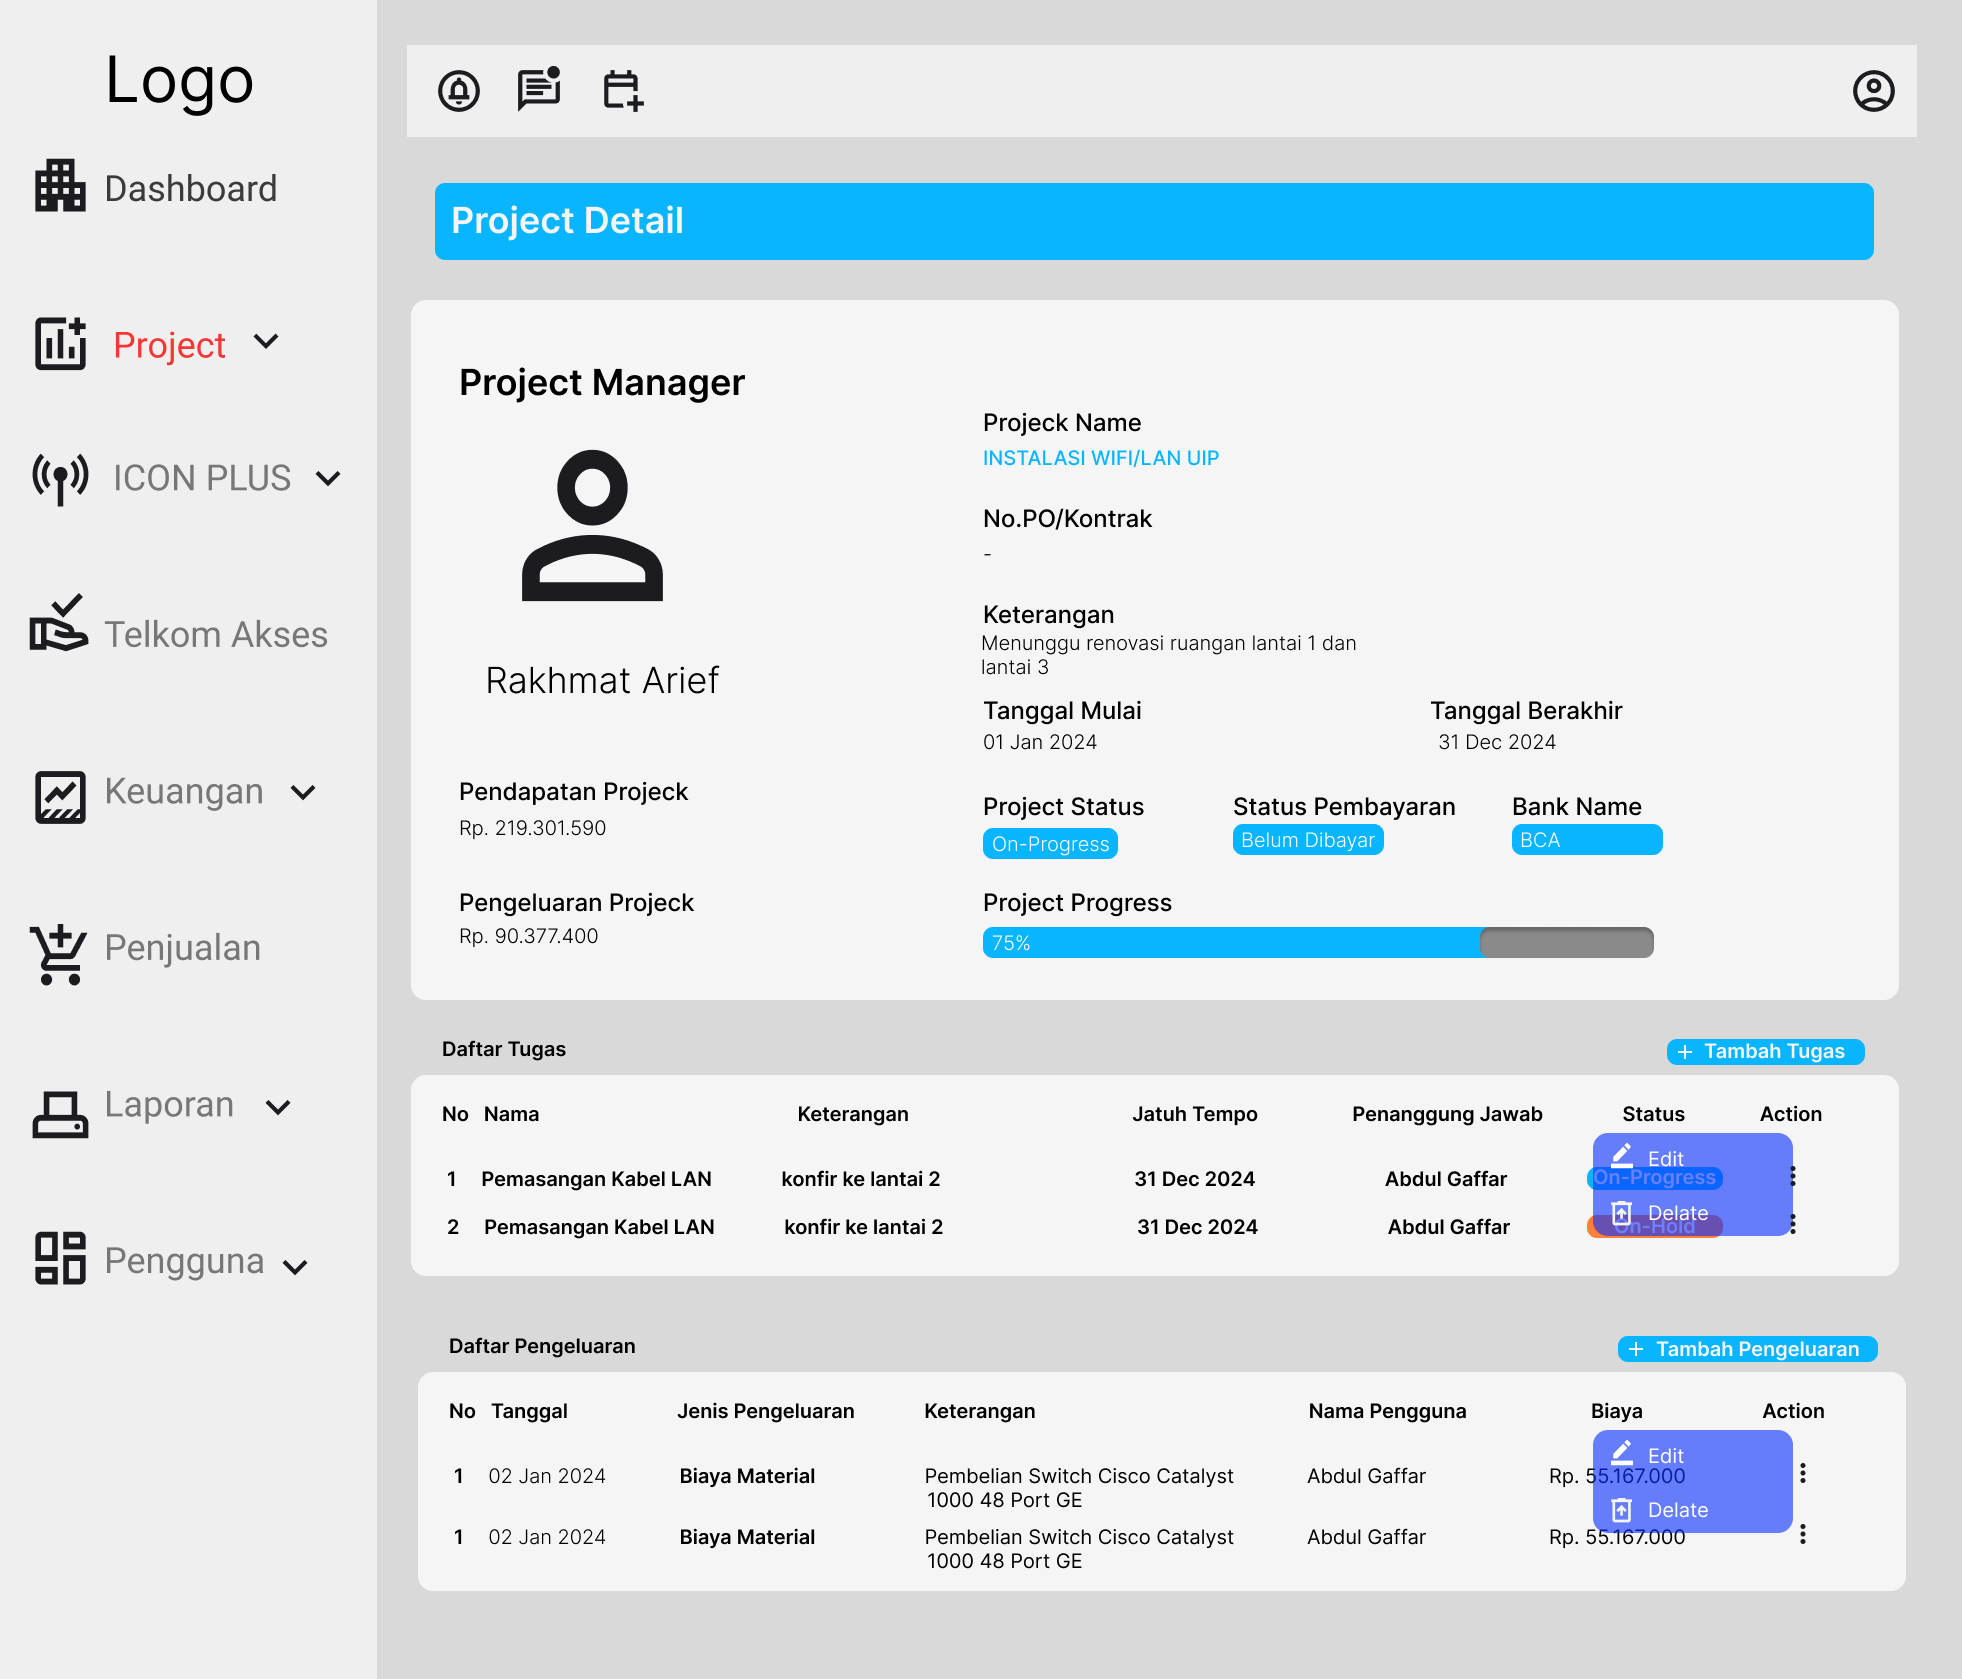 Logo
Dashboard
Project
ICON PLUS
Telkom Akses
Keuangan
Penjualan
Laporan
Pengguna
Project Detail
Project Manager
Rakhmat Arief
Pendapatan Projeck
Rp. 219.301.590
Pengeluaran Projeck
Rp. 90.377.400
Projeck Name
INSTALASI WIFI/LAN UIP
No.PO/Kontrak
-
Keterangan
Menunggu renovasi ruangan lantai 1 dan
lantai 3
Tanggal Mulai Tanggal Berakhir
01 Jan 2024 31 Dec 2024
Project Status Status Pembayaran Bank Name
On-Progress Belum Dibayar BCA
Project Progress
75%
Daftar Tugas + Tambah Tugas
No Nama Keterangan Jatuh Tempo Penanggung Jawab Status Action
1 Pemasangan Kabel LAN konfir ke lantai 2 31 Dec 2024 Abdul Gaffar On-Progress
2 Pemasangan Kabel LAN konfir ke lantai 2 31 Dec 2024 Abdul Gaffar On-Hold
Edit
Delate
Daftar Pengeluaran + Tambah Pengeluaran
No Tanggal Jenis Pengeluaran Keterangan Nama Pengguna Biaya Action
1 02 Jan 2024 Biaya Material Pembelian Switch Cisco Catalyst Abdul Gaffar Rp. 55.167.000
1000 48 Port GE
1 02 Jan 2024 Biaya Material Pembelian Switch Cisco Catalyst Abdul Gaffar Rp. 55.167.000
1000 48 Port GE
Edit
Delate